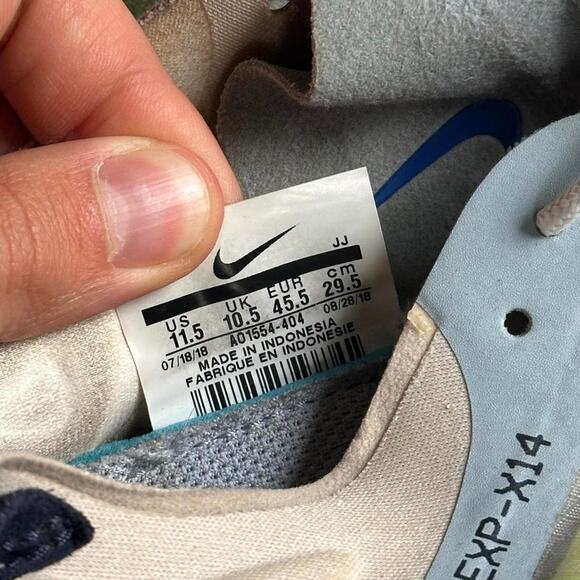 JJ
US UK EUR cm
11.5 10.5 45.5 29.5
07/18/18 AO1554-404 08/28/18
MADE IN INDONESIA
FABRIQUE EN INDONESIE
EXP-X14